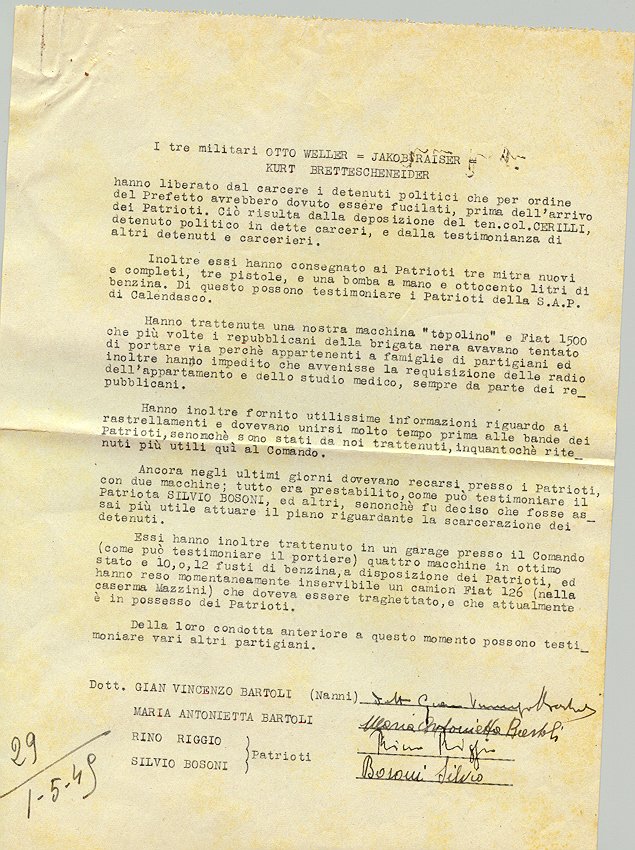 I tre militari OTTO WELLER = JAKOB RAISER =
KURT BRETTESCHENEIDER
hanno liberato dal carcere i detenuti politici che per ordine
del Prefetto avrebbero dovuto essere fucilati, prima dell'arrivo
dei Patrioti. Ciò risulta dalla deposizione del ten.col.CERILLI,
detenuto politico in dette carceri, e dalla testimonianza di
altri detenuti e carcerieri.
Inoltre essi hanno consegnato ai Patrioti tre mitra nuovi
e completi, tre pistole, e una bomba a mano e ottocento litri di
benzina. Di questo possono testimoniare i Patrioti della S.A.P.
di Calendasco.
Hanno trattenuta una nostra macchina "topolino" e Fiat 1500
che più volte i repubblicani della brigata nera avavano tentato
di portare via perchè appartenenti a famiglie di partigiani ed
inoltre hanno impedito che avvenisse la requisizione delle radio
dell'appartamento e dello studio medico, sempre da parte dei re_
pubblicani.
Hanno inoltre fornito utilissime informazioni riguardo ai
rastrellamenti e dovevano unirsi molto tempo prima alle bande dei
Patrioti,senonchè sono stati da noi trattenuti,inquantochè rite_
nuti più utili quì al Comando.
Ancora negli ultimi giorni dovevano recarsi presso i Patrioti,
con due macchine; tutto era prestabilito,come può testimoniare il
Patriota SILVIO BOSONI, ed altri, senonchè fu deciso che fosse as_
sai più utile attuare il piano riguardante la scarcerazione dei
detenuti.
Essi hanno inoltre trattenuto in un garage presso il Comando
(come può testimoniare il portiere) quattro macchine in ottimo
stato e 10,o,12 fusti di benzina,a disposizione dei Patrioti, ed
hanno reso momentaneamente inservibile un camion Fiat 126 (nella
caserma Mazzini) che doveva essere traghettato,e che attualmente
è in possesso dei Patrioti.
Della loro condotta anteriore a questo momento possono testi_
moniare vari altri partigiani.
Dott. GIAN VINCENZO BARTOLI (Nanni) Dott Gian Vincenzo Bartoli
MARIA ANTONIETTA BARTOLI Maria Antonietta Bartoli
RINO RIGGIO Rino Riggio
SILVIO BOSONI } Patrioti Bosoni Silvio
29
1-5-45